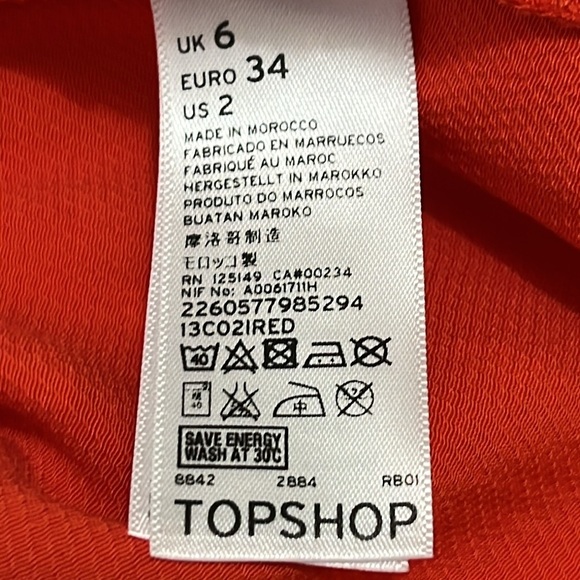 UK 6
EURO 34
US 2
MADE IN MOROCCO
FABRICADO EN MARRUECOS
FABRIQUÉ AU MAROC
HERGESTELLT IN MAROKKO
PRODUTO DO MARROCOS
BUATAN MAROKO
摩洛哥制造
モロッコ製
RN 125149 CA#00234
NIF No: A0061711H
2260577985294
13C02IRED
40
中
SAVE ENERGY
WASH AT 30C
8842 2884 RB01
TOPSHOP